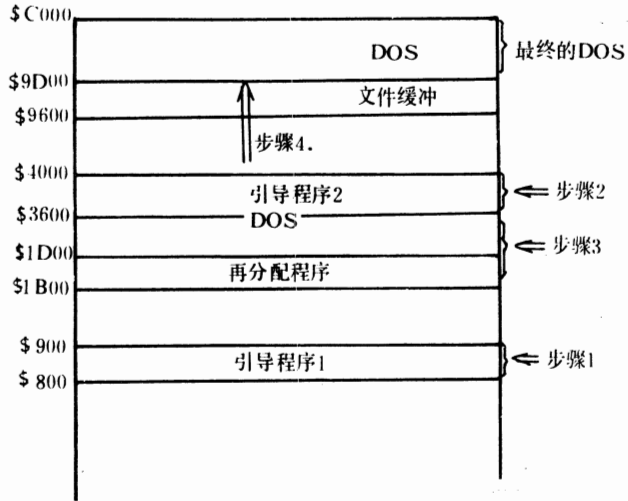 $C000
DOS
最终的DOS
$9D00
文件缓冲
$9600
步骤4.
$4000
引导程序2
步骤2
$3600
DOS
$1D00
步骤3
再分配程序
$1B00
$900
引导程序1
步骤1
$800